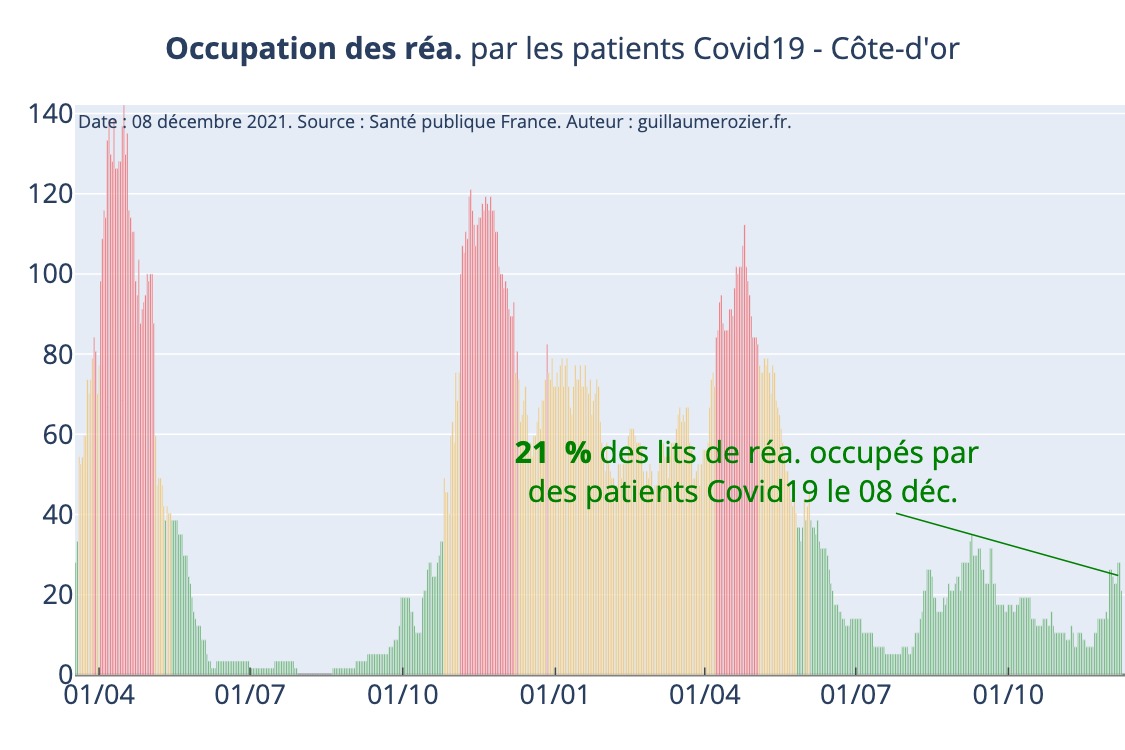 Occupation des réa. par les patients Covid19 - Côte-d'or
Date : 08 décembre 2021. Source : Santé publique France. Auteur : guillaumerozier.fr.
140
120
100
80
60
40
20
0
21 % des lits de réa. occupés par
des patients Covid19 le 08 déc.
01/04 01/07 01/10 01/01 01/04 01/07 01/10